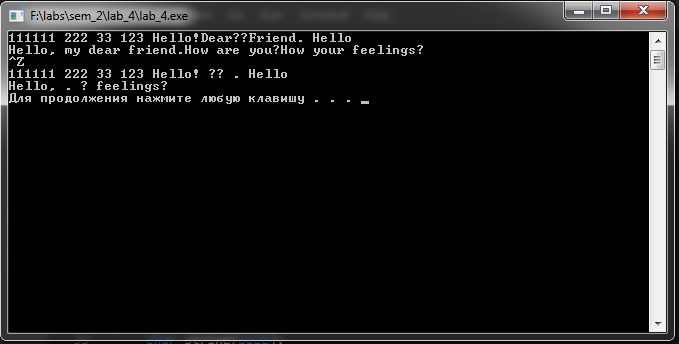 F:\labs\sem_2\lab_4\lab_4.exe
111111 222 33 123 Hello!Dear??Friend. Hello
Hello, my dear friend.How are you?How your feelings?
^Z
111111 222 33 123 Hello! ?? . Hello
Hello, . ? feelings?
Для продолжения нажмите любую клавишу . . . _